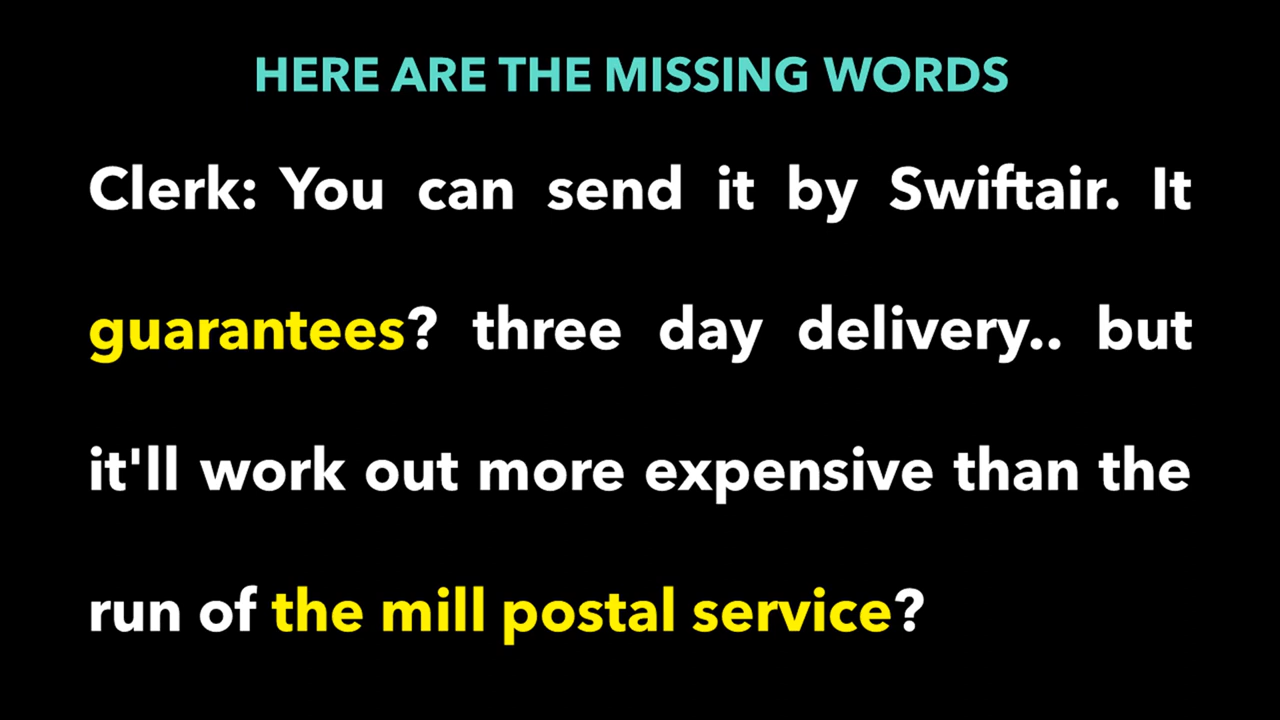 HERE ARE THE MISSING WORDS
Clerk: You can send it by Swiftair. It
guarantees? three day delivery.. but
it'll work out more expensive than the
run of the mill postal service?